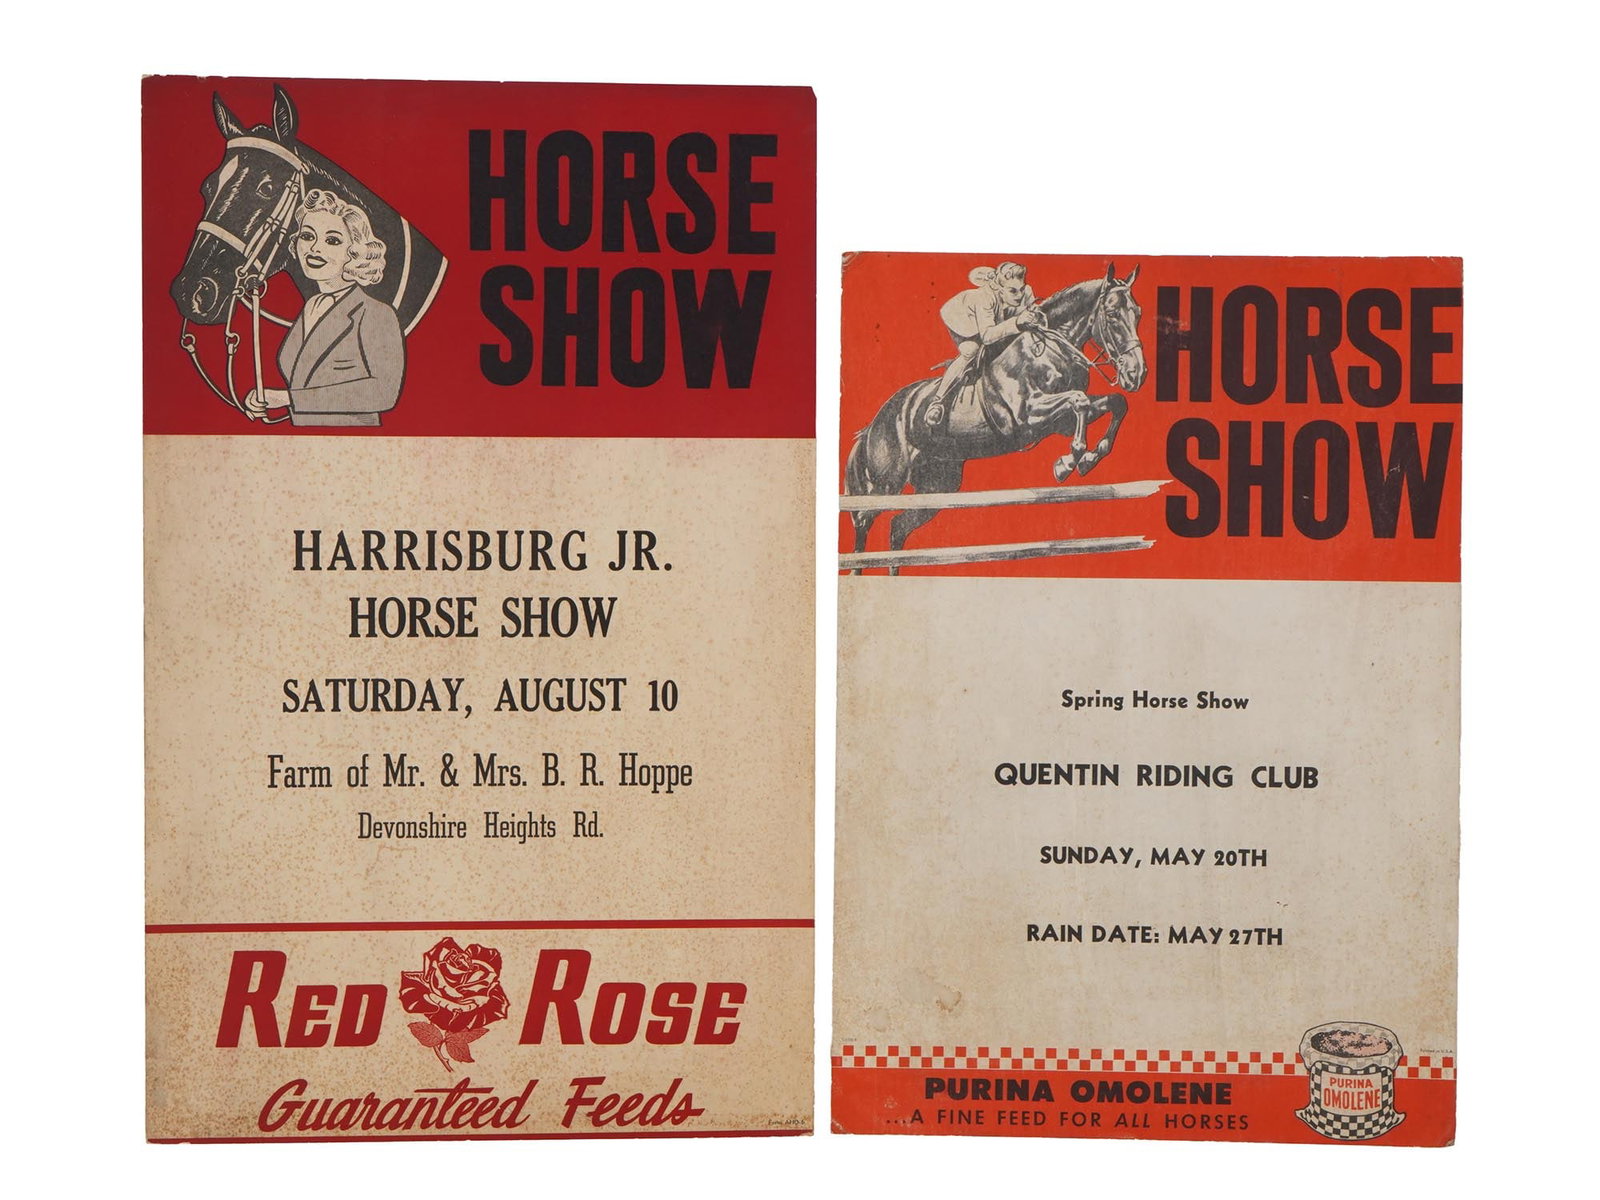 HORSE
SHOW
HARRISBURG JR.
HORSE SHOW
SATURDAY, AUGUST 10
Farm of Mr. & Mrs. B. R. Hoppe
Devonshire Heights Rd.
RED ROSE
Guaranteed Feeds
HORSE
SHOW
Spring Horse Show
QUENTIN RIDING CLUB
SUNDAY, MAY 20TH
RAIN DATE: MAY 27TH
Printed in U.S.A.
PURINA OMOLENE
...A FINE FEED FOR ALL HORSES
PURINA
OMOLENE